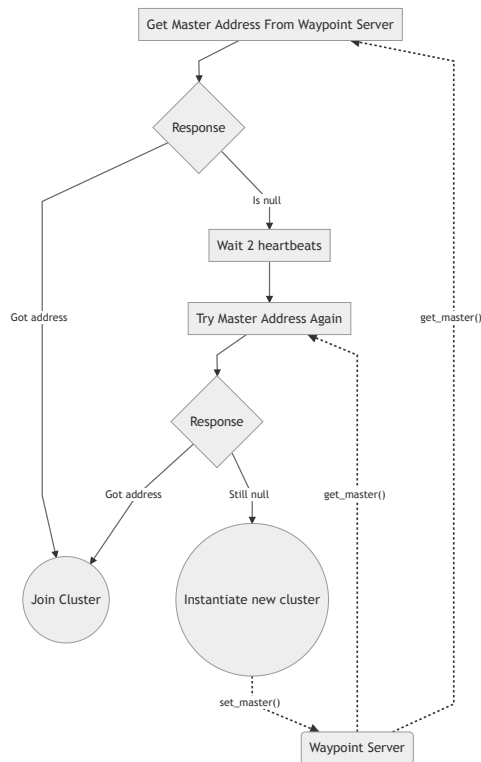 Get Master Address From Waypoint Server
Response
Is null
Wait 2 heartbeats
Got address
get_master()
Try Master Address Again
Response
Got address
Still null
get_master()
Join Cluster
Instantiate new cluster
set_master()
Waypoint Server